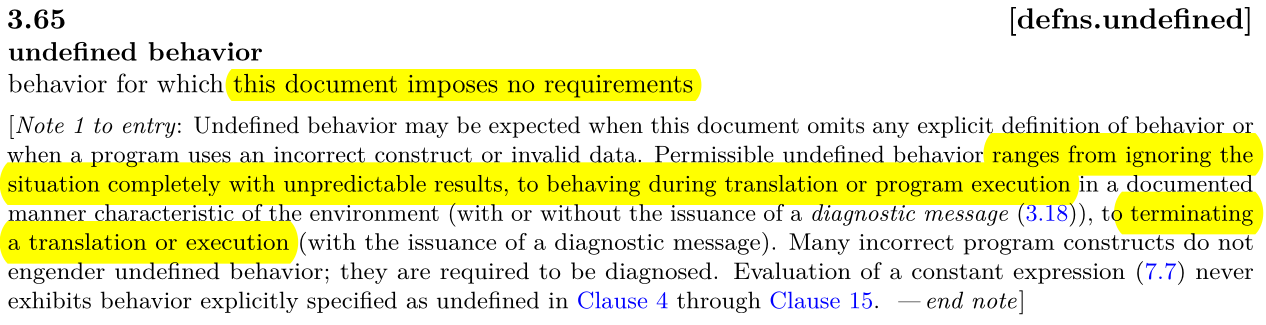 3.65 [defns.undefined]
undefined behavior
behavior for which this document imposes no requirements
[Note 1 to entry: Undefined behavior may be expected when this document omits any explicit definition of behavior or
when a program uses an incorrect construct or invalid data. Permissible undefined behavior ranges from ignoring the
situation completely with unpredictable results, to behaving during translation or program execution in a documented
manner characteristic of the environment (with or without the issuance of a diagnostic message (3.18)), to terminating
a translation or execution (with the issuance of a diagnostic message). Many incorrect program constructs do not
engender undefined behavior; they are required to be diagnosed. Evaluation of a constant expression (7.7) never
exhibits behavior explicitly specified as undefined in Clause 4 through Clause 15. — end note]